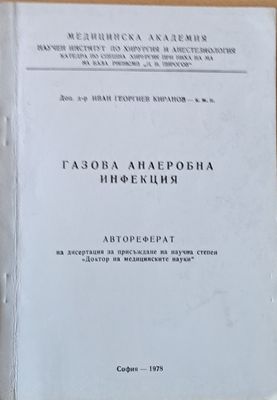 МЕДИЦИНСКА АКАДЕМИЯ
НАУЧЕН ИНСТИТУТ ПО ХИРУРГИЯ И АНЕСТЕЗИОЛОГИЯ
КАТЕДРА ПО СПЕШНА ХИРУРГИЯ ПРИ НИХА НА МА
НА БАЗА РНПИСМП „Н. И. ПИРОГОВ“
Доц. д-р ИВАН ГЕОРГИЕВ КИРАНОВ — к. м. н.
ГАЗОВА АНАЕРОБНА
ИНФЕКЦИЯ
АВТОРЕФЕРАТ
на дисертация за присъждане на научна степен
„Доктор на медицинските науки“
София — 1978